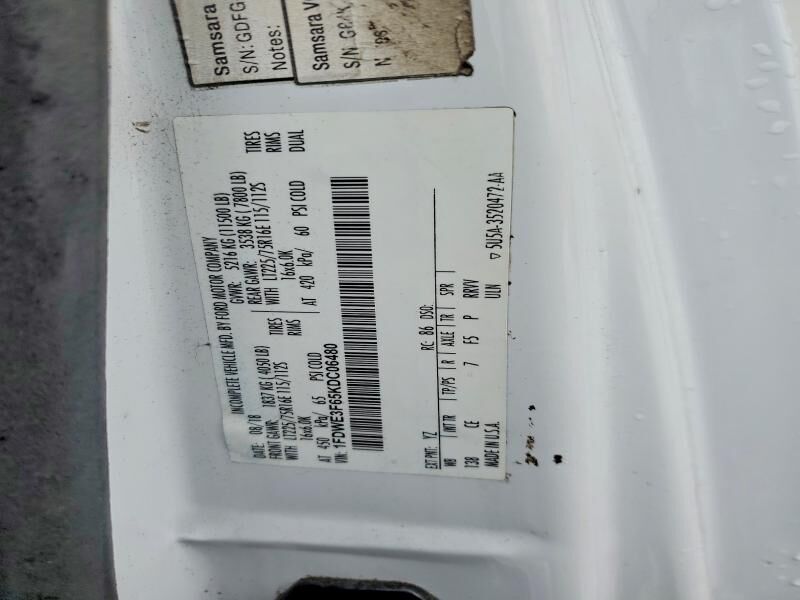 Samsara
S/N: GDFG
Notes:
Samsara V
INCOMPLETE VEHICLE MFD. BY FORD MOTOR COMPANY
DATE: 08/18 GVWR: 5216 KG (11500 LB)
FRONT GAWR: 1837 KG (4050 LB) REAR GAWR: 3538 KG (7800 LB)
WITH LT225/75R16E 115/112S TIRES WITH LT225/75R16E 115/112S TIRES
16x6.0K RIMS 16x6.0K RIMS
AT 450 kPa/ 65 PSI COLD AT 420 kPa/ 60 PSI COLD DUAL
VIN: 1FDWE3F65KDC06480
EXT PNT: YZ RC: 86 DSO:
WB INT TR TP/PS R AXLE TR SPR
138 CE 7 F5 P RRPV
MADE IN U.S.A. ULN
▽ 5U5A-3520472-AA